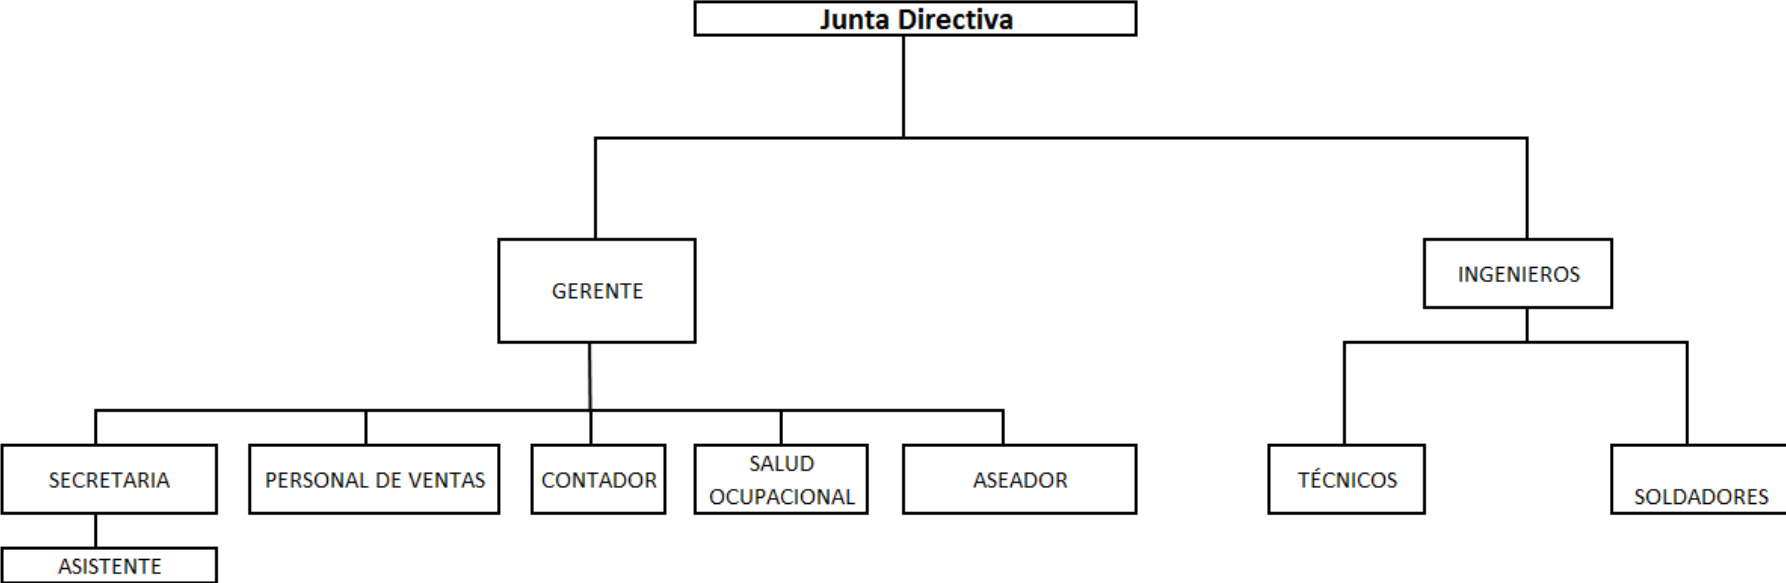 Junta Directiva
GERENTE
INGENIEROS
SECRETARIA
PERSONAL DE VENTAS
CONTADOR
SALUD
OCUPACIONAL
ASEADOR
TÉCNICOS
SOLDADORES
ASISTENTE